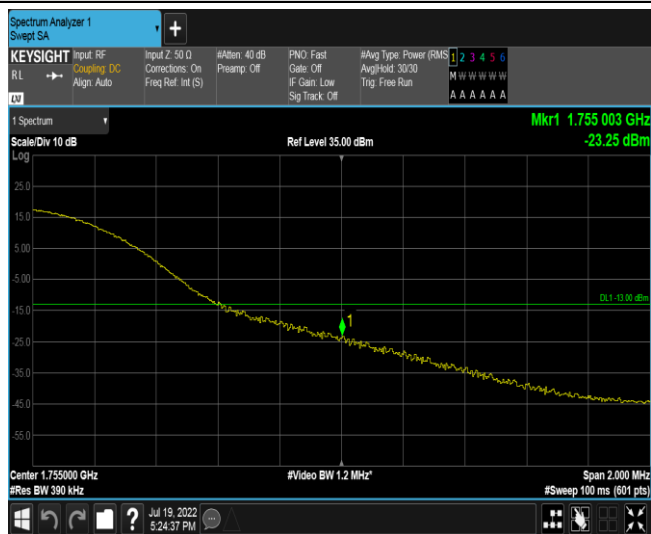 Spectrum Analyzer 1
Swept SA
+
KEYSIGHT
RL
LXI
Input: RF
Coupling: DC
Align: Auto
Input Z: 50 Ω
Corrections: On
Freq Ref: Int (S)
#Atten: 40 dB
Preamp: Off
PNO: Fast
Gate: Off
IF Gain: Low
Sig Track: Off
#Avg Type: Power (RMS
Avg|Hold: 30/30
Trig: Free Run
1 2 3 4 5 6
M W W W W W
A A A A A A
1 Spectrum
Scale/Div 10 dB
Ref Level 35.00 dBm
Mkr1 1.755 003 GHz
-23.25 dBm
Log
25.0
15.0
5.00
-5.00
-15.0
-25.0
-35.0
-45.0
-55.0
DL1 -13.00 dBm
1
Center 1.755000 GHz
#Video BW 1.2 MHz*
Span 2.000 MHz
#Res BW 390 kHz
#Sweep 100 ms (601 pts)
?
Jul 19, 2022
5:24:37 PM